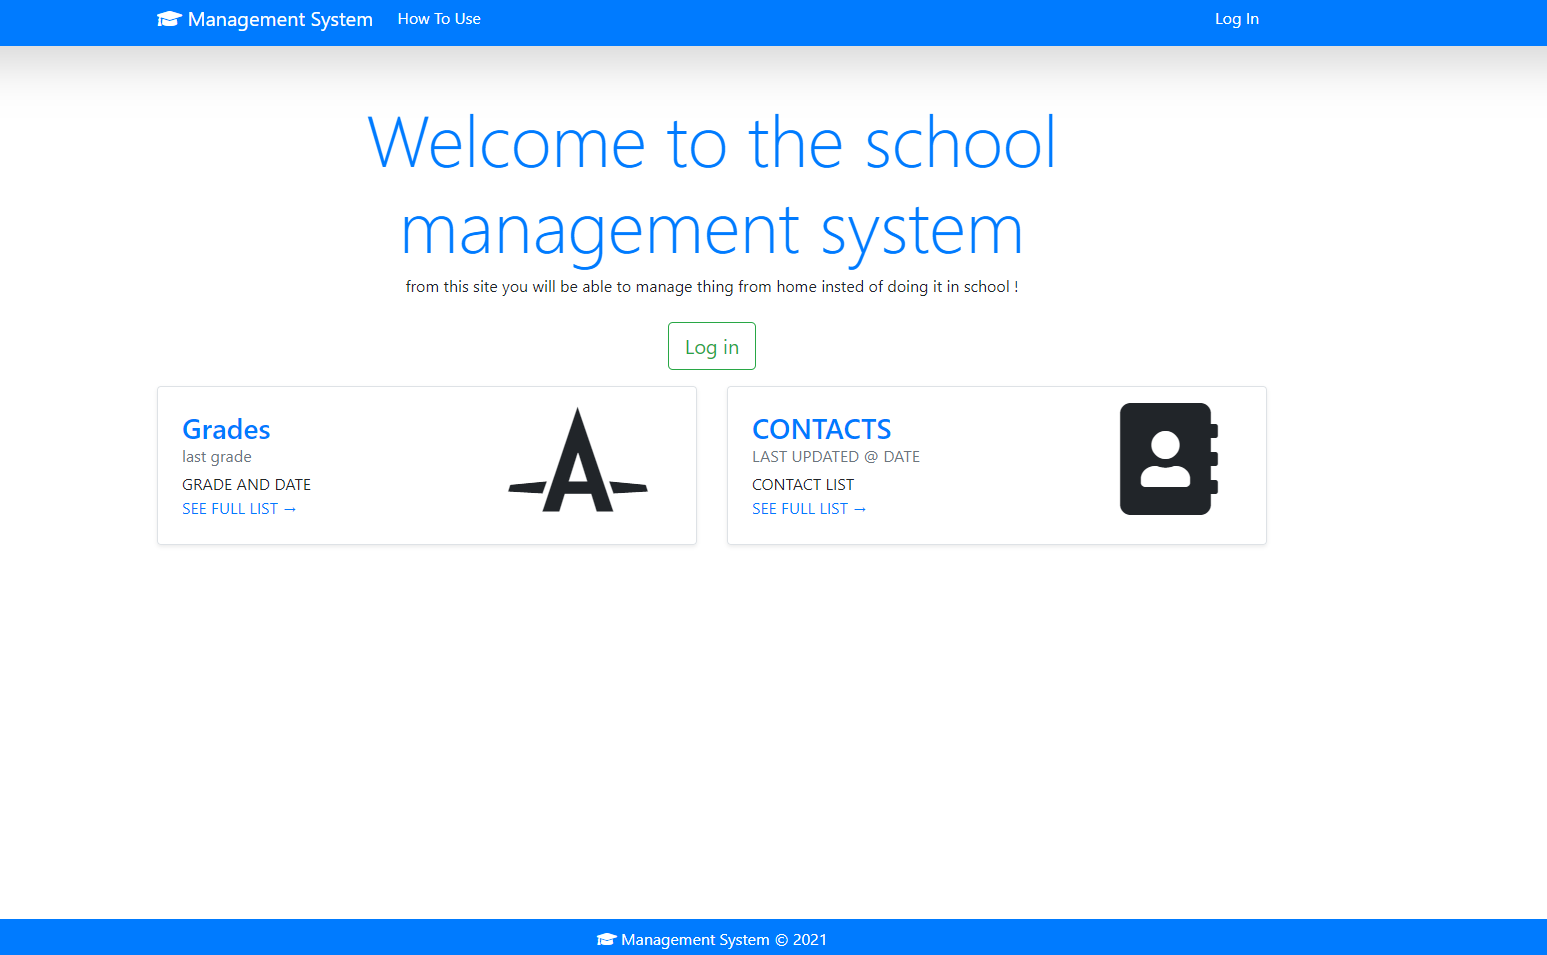 Management System How To Use Log In
Welcome to the school
management system
from this site you will be able to manage thing from home insted of doing it in school !
Log in
Grades
last grade
GRADE AND DATE
SEE FULL LIST →
CONTACTS
LAST UPDATED @ DATE
CONTACT LIST
SEE FULL LIST →
Management System © 2021